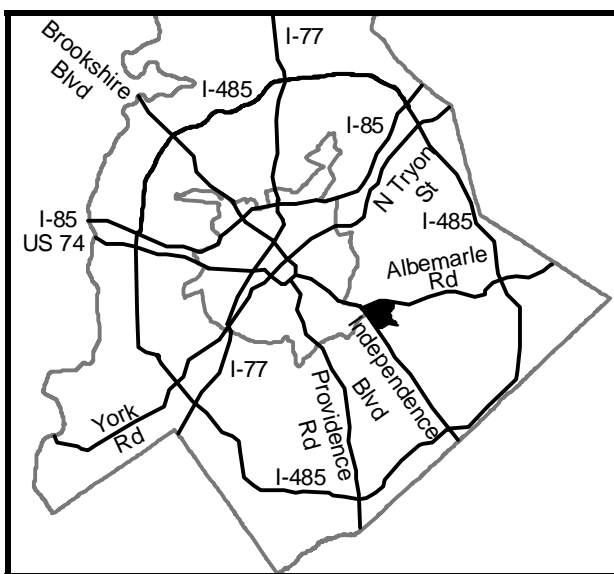 I-77
Brookshire
Blvd
I-485
I-85
N Tryon
St
I-85
US 74
I-485
Albemarle
Rd
Independence
Blvd
I-77
Providence
Rd
York
Rd
I-485